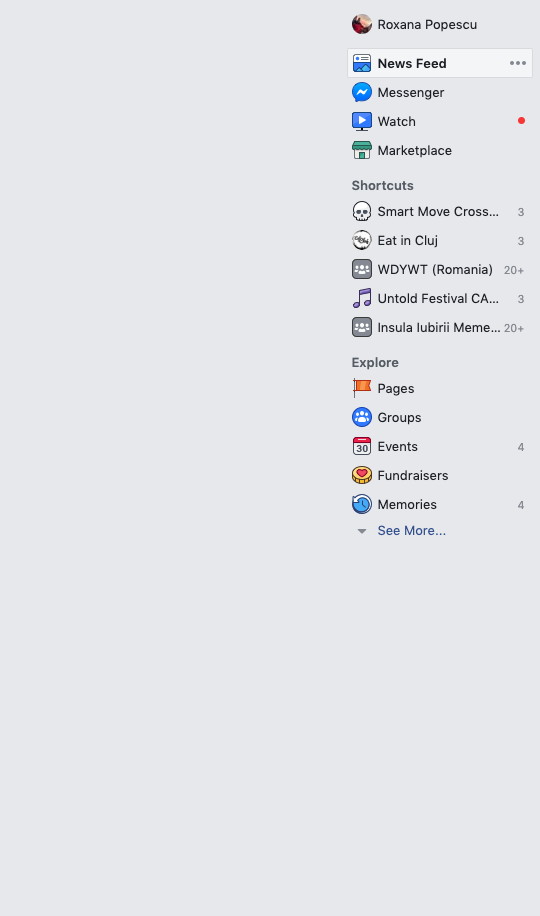 Roxana Popescu
News Feed
Messenger
Watch
Marketplace
Shortcuts
Smart Move Cross... 3
Eat in Cluj 3
WDYWT (Romania) 20+
Untold Festival CA... 3
Insula Iubirii Meme... 20+
Explore
Pages
Groups
30 Events 4
Fundraisers
Memories 4
See More...